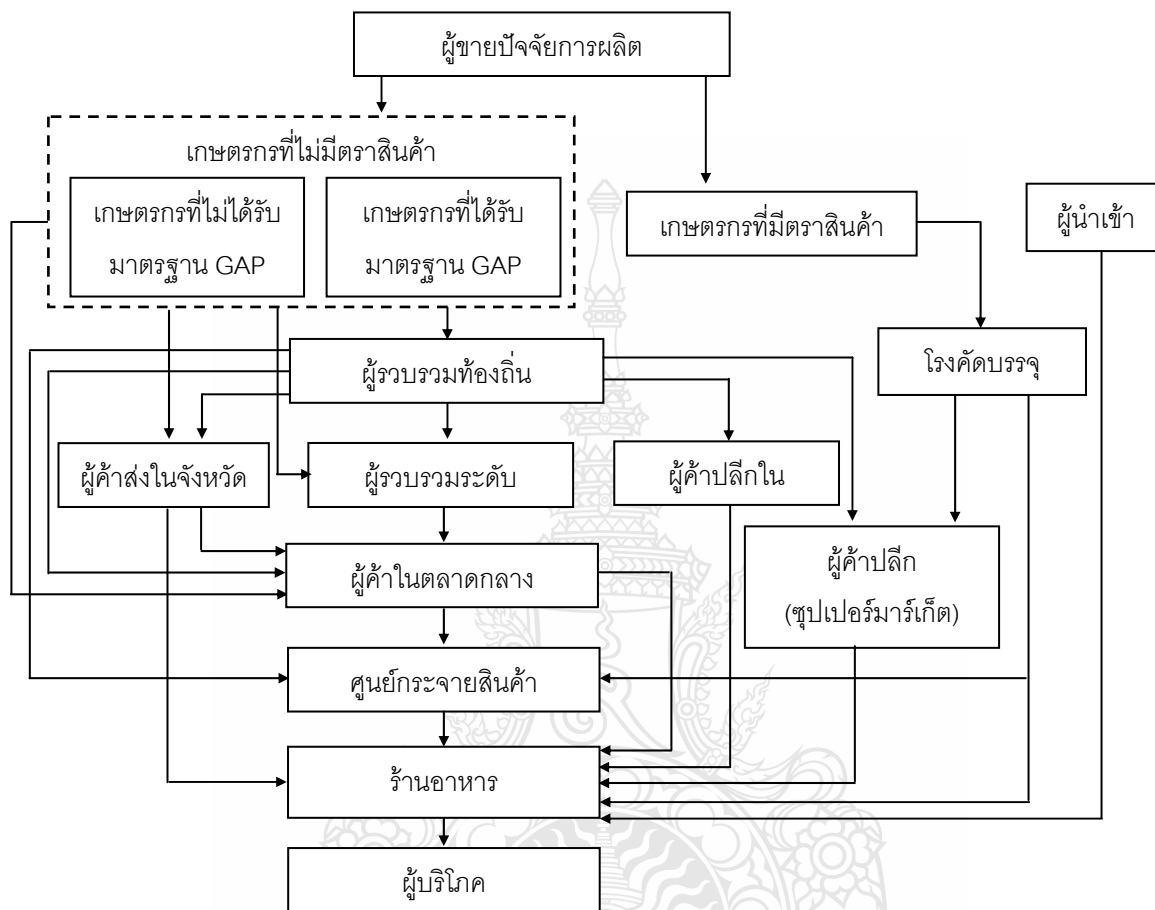 ผู้ขายปัจจัยการผลิต
เกษตรกรที่ไม่มีตราสินค้า
เกษตรกรที่ไม่ได้รับ
มาตรฐาน GAP
เกษตรกรที่ได้รับ
มาตรฐาน GAP
เกษตรกรที่มีตราสินค้า
ผู้นำเข้า
ผู้รวบรวมท้องถิ่น
โรงคัดบรรจุ
ผู้ค้าส่งในจังหวัด
ผู้รวบรวมระดับ
ผู้ค้าปลีกใน
ผู้ค้าในตลาดกลาง
ผู้ค้าปลีก
(ซุปเปอร์มาร์เก็ต)
ศูนย์กระจายสินค้า
ร้านอาหาร
ผู้บริโภค